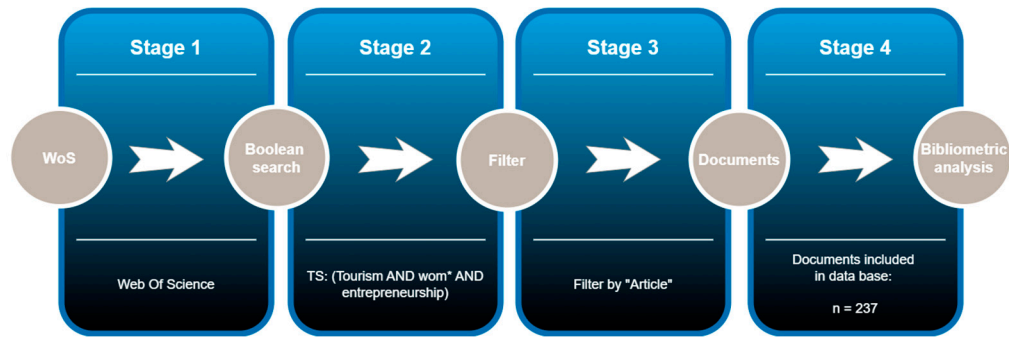 Stage 1
Stage 2
Stage 3
Stage 4
WoS
Boolean
search
Filter
Documents
Bibliometric
analysis
Web Of Science
TS: (Tourism AND wom* AND
entrepreneurship)
Filter by "Article"
Documents included
in data base:
n = 237